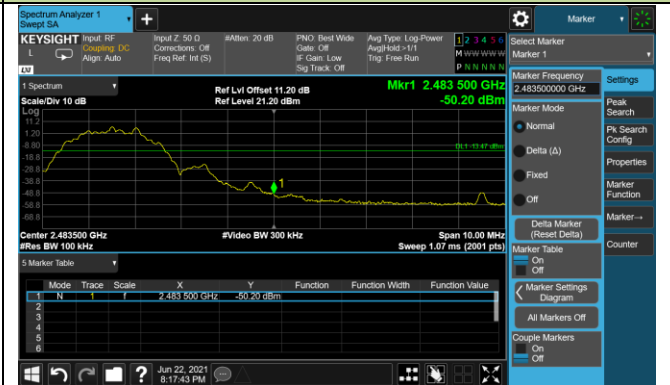 Spectrum Analyzer 1
Swept SA
+
KEYSIGHT
L
Input: RF
Coupling: DC
Align: Auto
Input Z: 50 Ω
Corrections: Off
Freq Ref: Int (S)
#Atten: 20 dB
PNO: Best Wide
Gate: Off
IF Gain: Low
Sig Track: Off
Avg Type: Log-Power
Avg|Hold:>1/1
Trig: Free Run
1 2 3 4 5 6
M W W W W W
P N N N N N
LXI
1 Spectrum
Scale/Div 10 dB
Ref Lvl Offset 11.20 dB
Ref Level 21.20 dBm
Mkr1 2.483 500 GHz
-50.20 dBm
Log
11.2
1.20
-8.80
-18.8
-28.8
-38.8
-48.8
-58.8
-68.8
DL1 -13.47 dBm
1
Center 2.483500 GHz
#Res BW 100 kHz
#Video BW 300 kHz
Span 10.00 MHz
Sweep 1.07 ms (2001 pts)
5 Marker Table
Mode Trace Scale X Y Function Function Width Function Value
1 N 1 f 2.483 500 GHz -50.20 dBm
2
3
4
5
6
Jun 22, 2021
8:17:43 PM
Marker
Select Marker
Marker 1
Marker Frequency
2.483500000 GHz
Marker Mode
Normal
Delta (Δ)
Fixed
Off
Delta Marker
(Reset Delta)
Marker Table
On
Off
Marker Settings
Diagram
All Markers Off
Couple Markers
On
Off
Settings
Peak
Search
Pk Search
Config
Properties
Marker
Function
Marker→
Counter